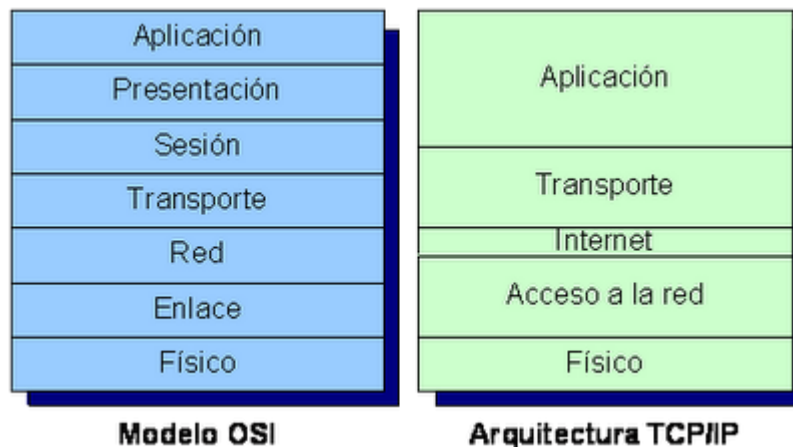 Aplicación
Presentación
Sesión
Transporte
Red
Enlace
Físico
Modelo OSI
Aplicación
Transporte
Internet
Acceso a la red
Físico
Arquitectura TCP/IP